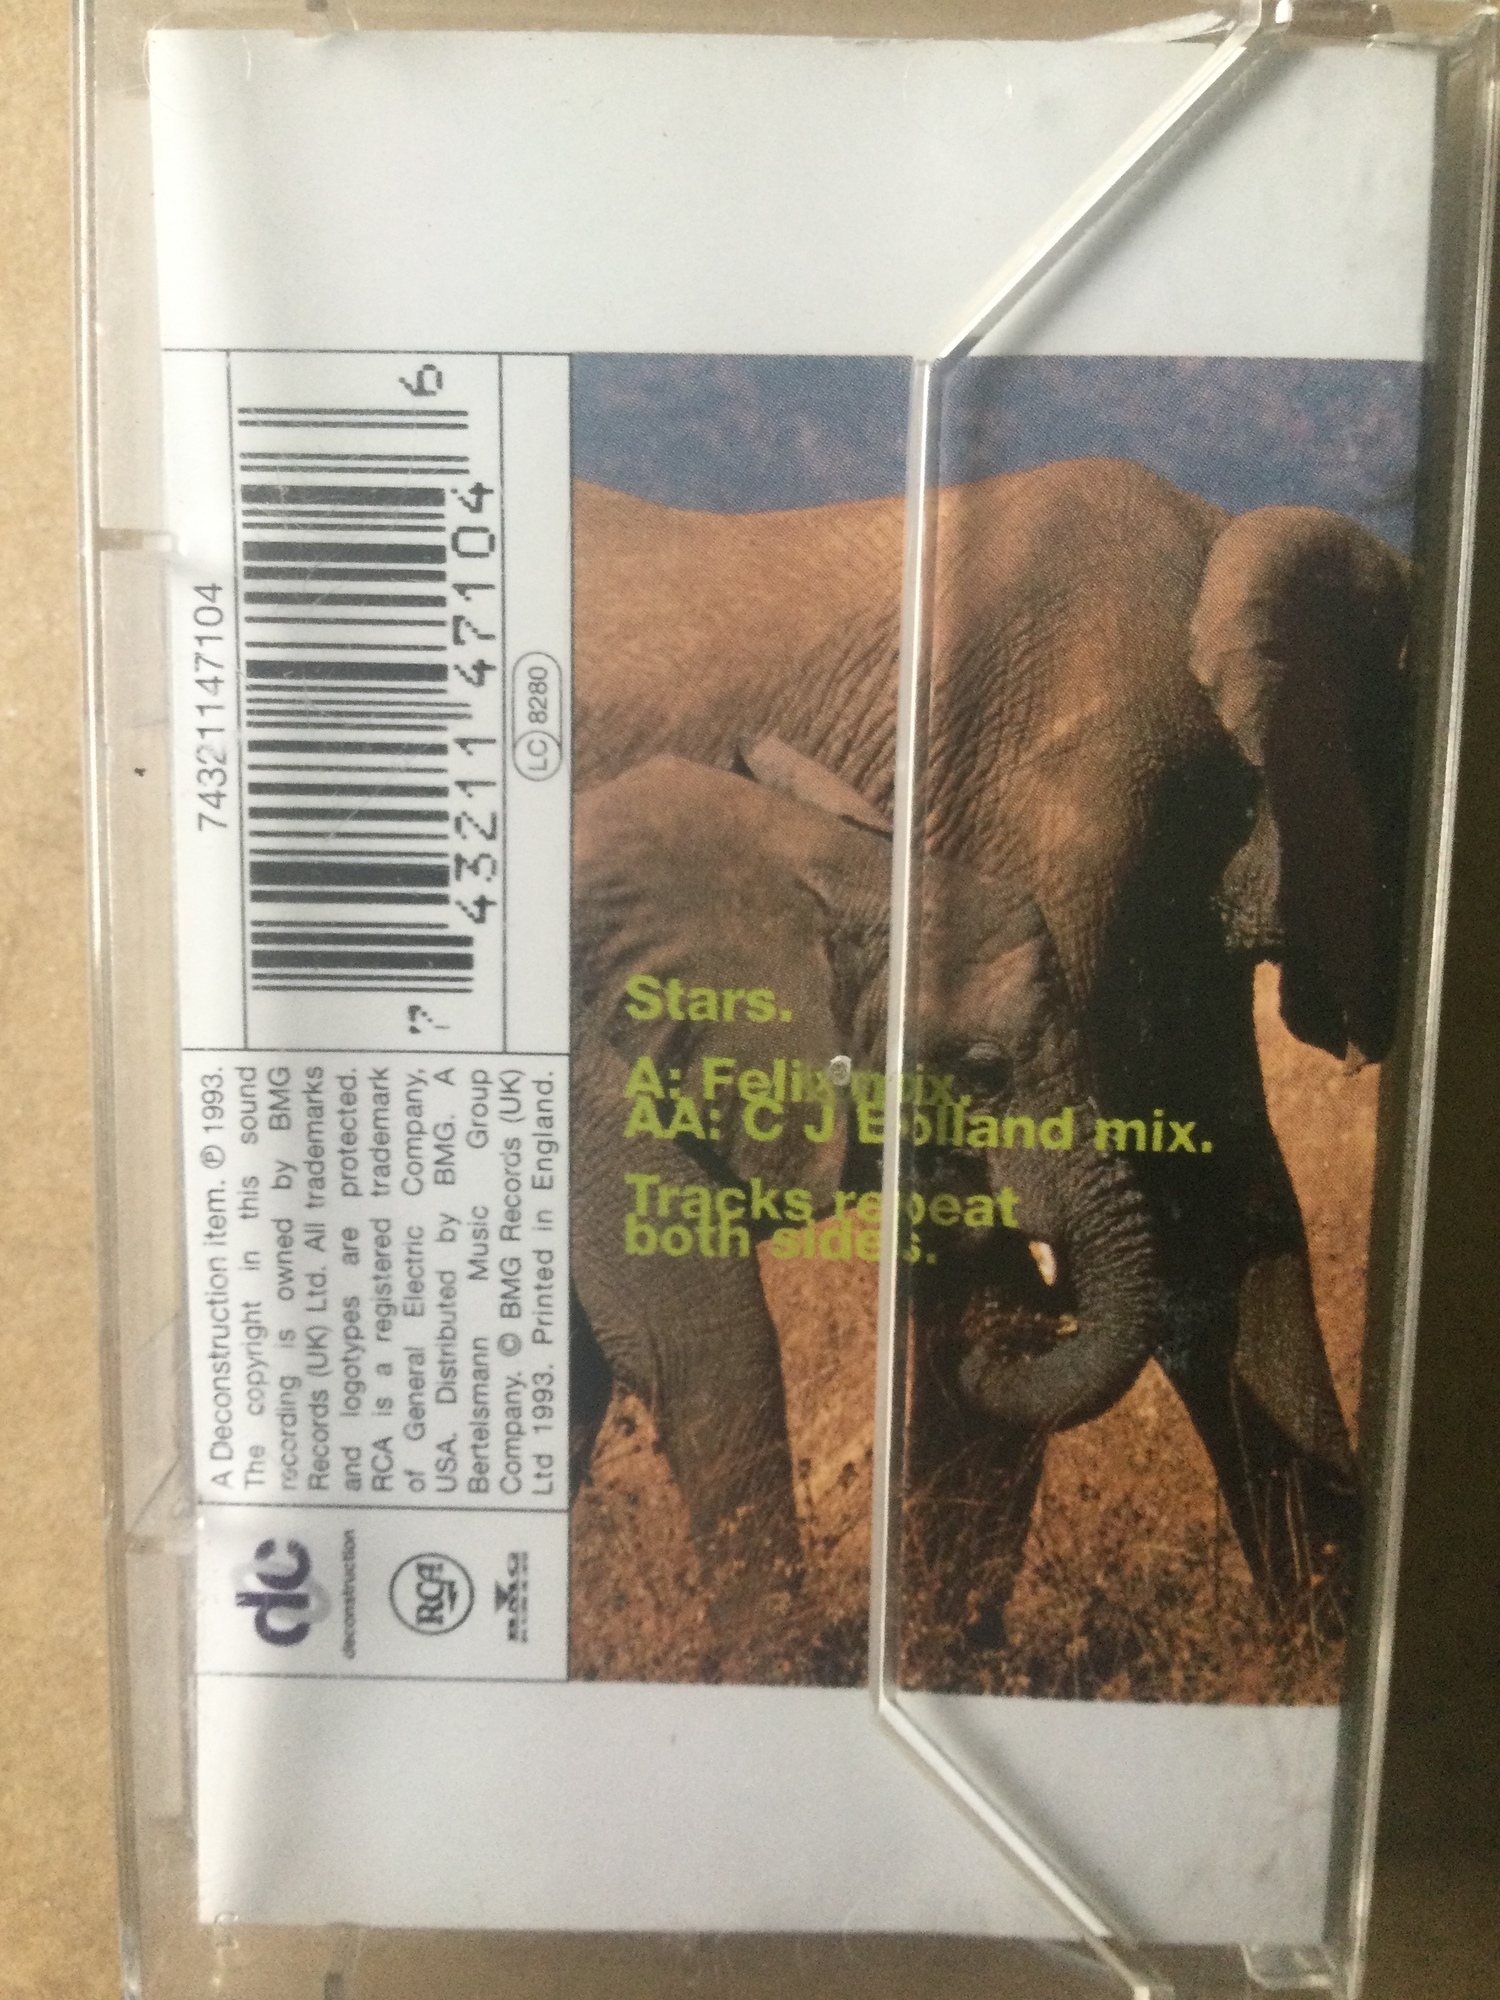 Stars.
A: Felix mix.
AA: C J Bolland mix.
Tracks repeat
both sides.
74321147104
7 43211 47104 6
LC 8280
A Deconstruction item. ℗ 1993.
The copyright in this sound
recording is owned by BMG
Records (UK) Ltd. All trademarks
and logotypes are protected.
RCA is a registered trademark
of General Electric Company,
USA. Distributed by BMG. A
Bertelsmann Music Group
Company. © BMG Records (UK)
Ltd 1993. Printed in England.
dc
deconstruction
RCA
BMG